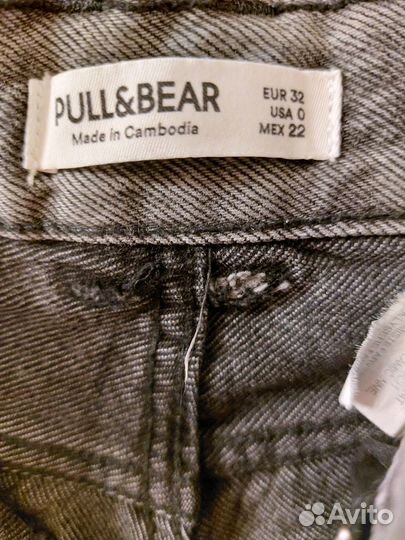 PULL&BEAR
Made in Cambodia
EUR 32
USA 0
MEX 22
Avito